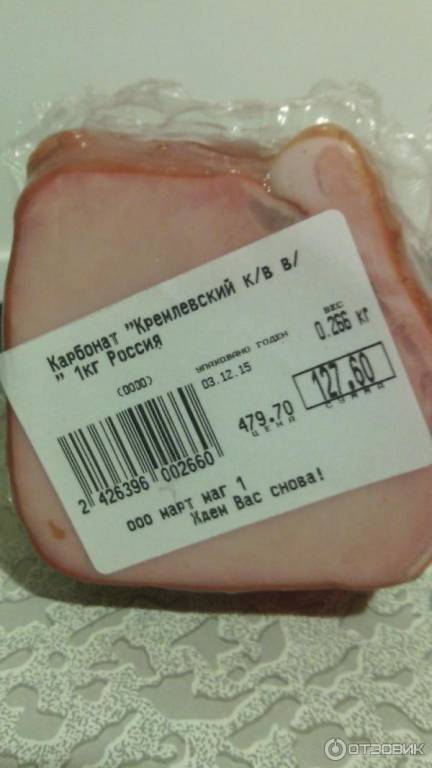 Карбонат "Кремлевский к/в в/
" 1кг Россия
(0000)
УПАКОВАНО ГОДЕН
03.12.15
ВЕС
0.266 кг
479.70
ЦЕНА
127.60
СУММА
2 426396 002660
ооо март маг 1
Ждем Вас снова!
ОТЗОВИК